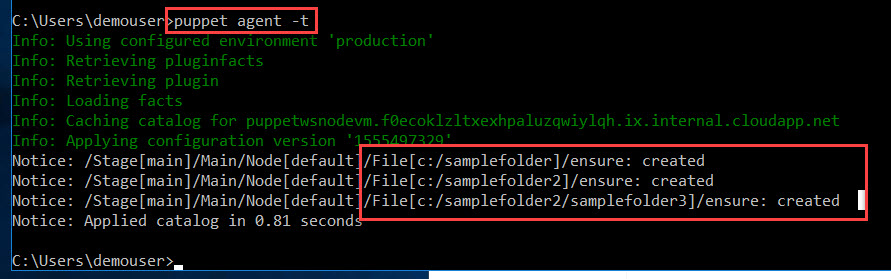 C:\Users\demouser>puppet agent -t
Info: Using configured environment 'production'
Info: Retrieving pluginfacts
Info: Retrieving plugin
Info: Loading facts
Info: Caching catalog for puppetwsnodevm.f0ecoklzltxexhpaluzqwiylqh.ix.internal.cloudapp.net
Info: Applying configuration version '1555497329'
Notice: /Stage[main]/Main/Node[default]/File[c:/samplefolder]/ensure: created
Notice: /Stage[main]/Main/Node[default]/File[c:/samplefolder2]/ensure: created
Notice: /Stage[main]/Main/Node[default]/File[c:/samplefolder2/samplefolder3]/ensure: created
Notice: Applied catalog in 0.81 seconds
C:\Users\demouser>